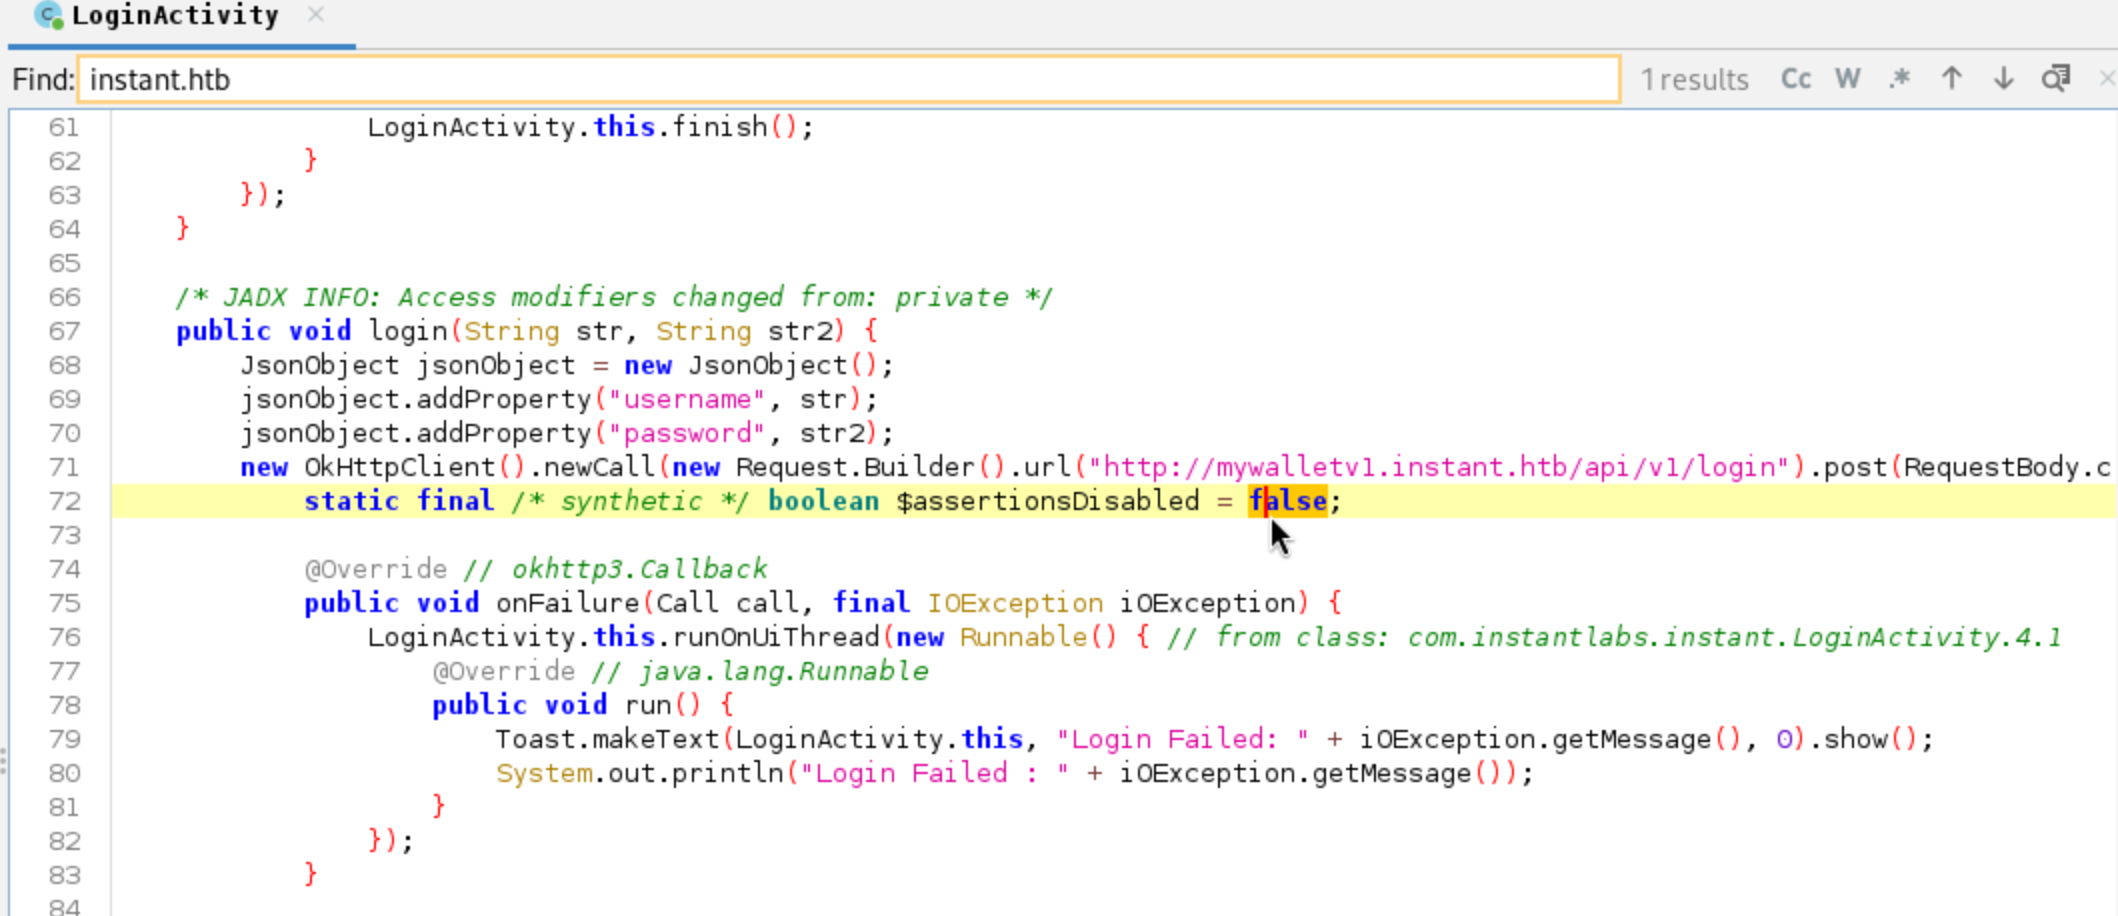 LoginActivity ×
Find: instant.htb 1 results Cc W .* ↑ ↓ ×
61                 LoginActivity.this.finish();
62             }
63         });
64     }
65
66     /* JADX INFO: Access modifiers changed from: private */
67     public void login(String str, String str2) {
68         JsonObject jsonObject = new JsonObject();
69         jsonObject.addProperty("username", str);
70         jsonObject.addProperty("password", str2);
71         new OkHttpClient().newCall(new Request.Builder().url("http://mywalletv1.instant.htb/api/v1/login").post(RequestBody.c
72             static final /* synthetic */ boolean $assertionsDisabled = false;
73
74             @Override // okhttp3.Callback
75             public void onFailure(Call call, final IOException iOException) {
76                 LoginActivity.this.runOnUiThread(new Runnable() { // from class: com.instantlabs.instant.LoginActivity.4.1
77                     @Override // java.lang.Runnable
78                     public void run() {
79                         Toast.makeText(LoginActivity.this, "Login Failed: " + iOException.getMessage(), 0).show();
80                         System.out.println("Login Failed : " + iOException.getMessage());
81                     }
82                 });
83             }
84